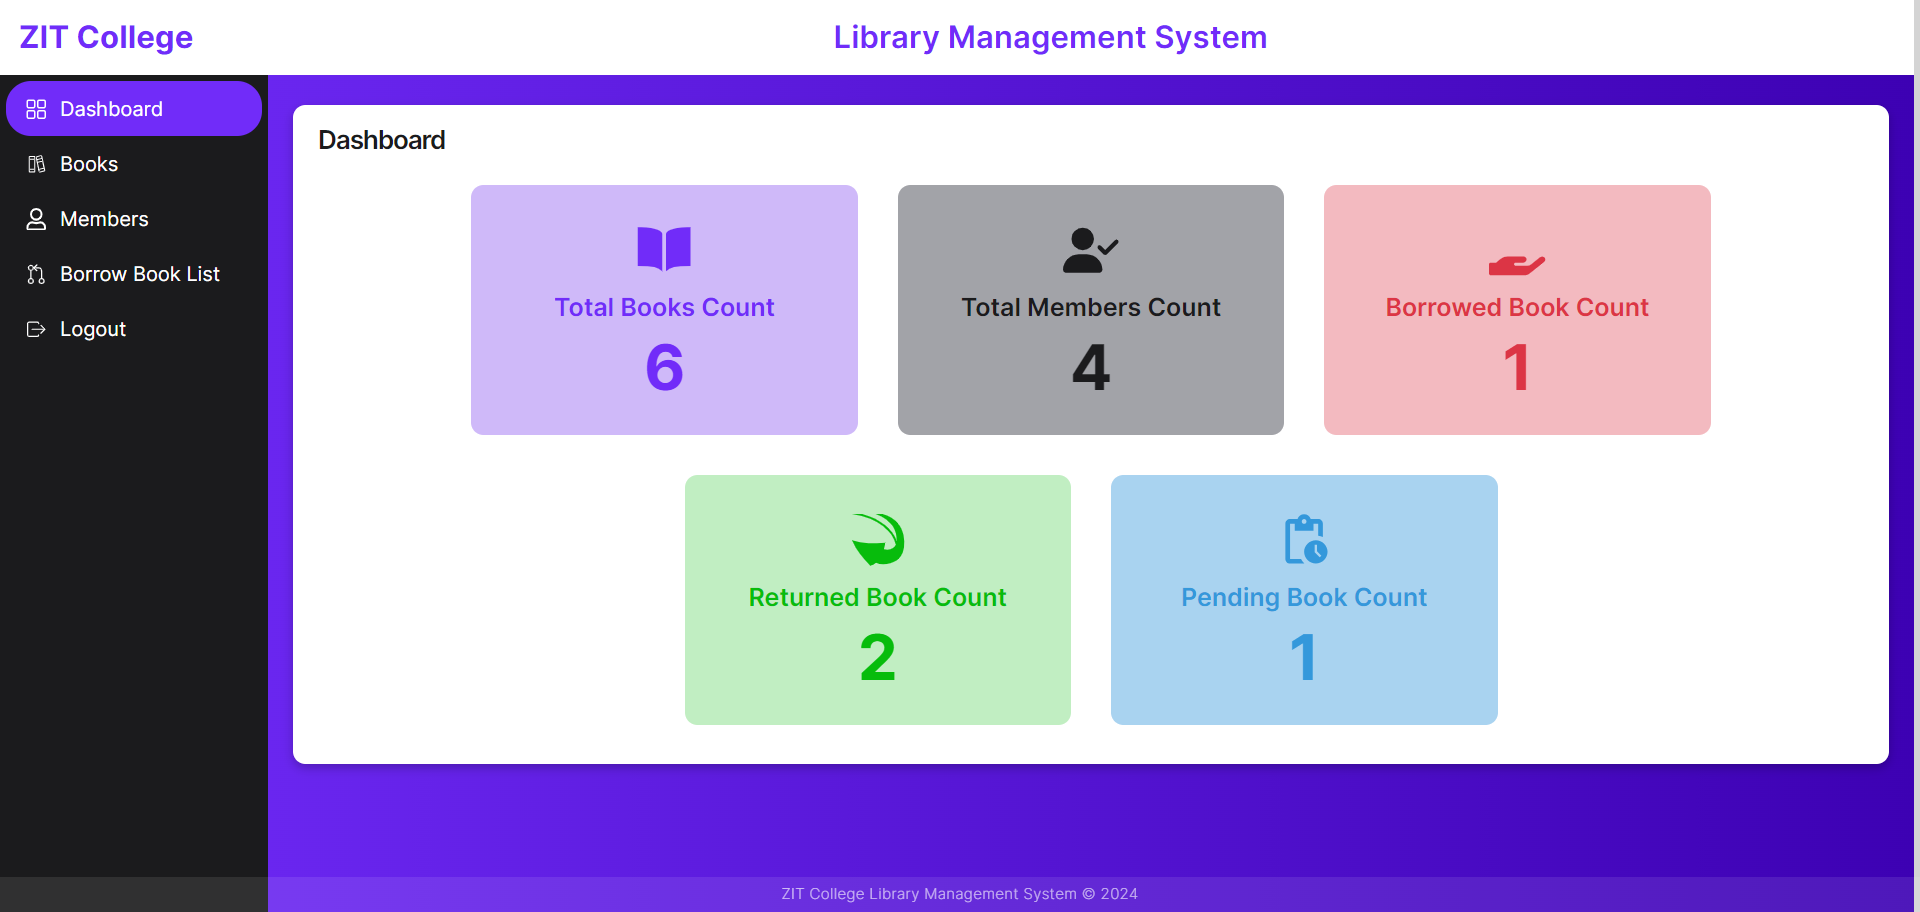 ZIT College
Library Management System
Dashboard
Books
Members
Borrow Book List
Logout
Dashboard
Total Books Count
6
Total Members Count
4
Borrowed Book Count
1
Returned Book Count
2
Pending Book Count
1
ZIT College Library Management System © 2024